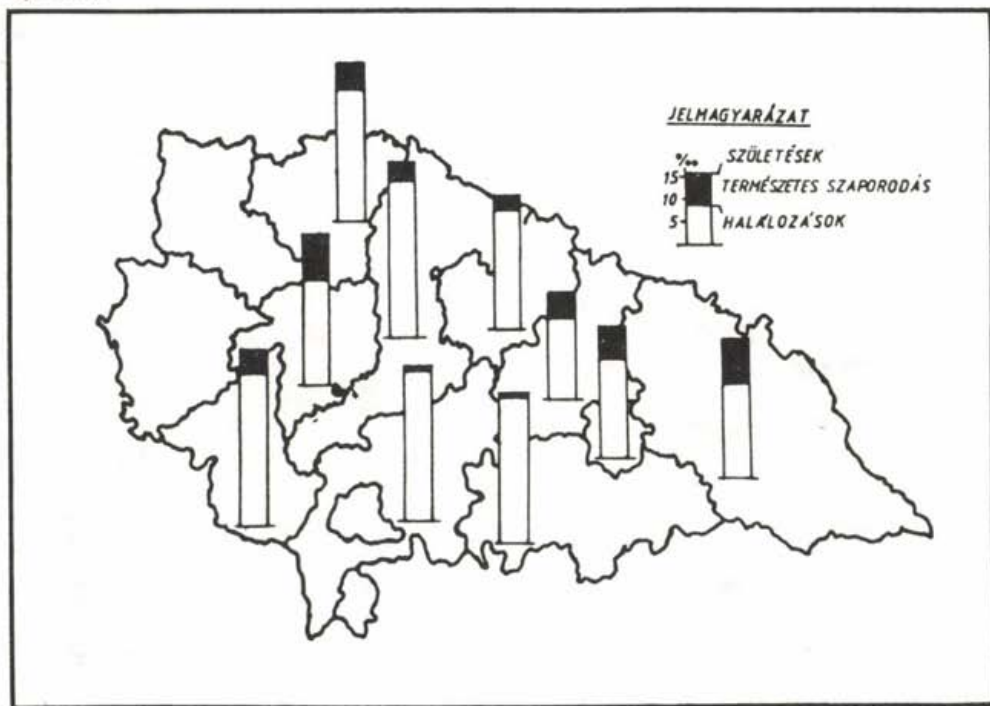 JELMAGYARÁZAT
‰
SZÜLETÉSEK
15
TERMÉSZETES SZAPORODÁS
10
5
HALÁLOZÁSOK